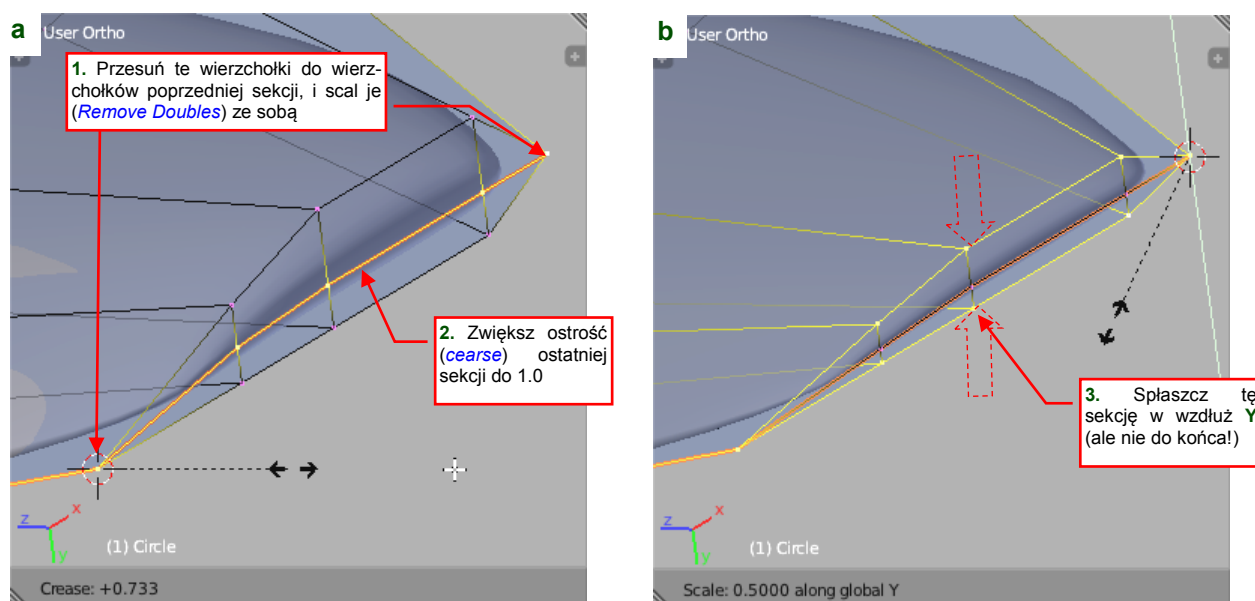 a
User Ortho
1. Przesuń te wierzchołki do wierz-
chołków poprzedniej sekcji, i scal je
(Remove Doubles) ze sobą
2. Zwiększ ostrość
(cearse) ostatniej
sekcji do 1.0
z
x
y
(1) Circle
Crease: +0.733
b
User Ortho
3. Spłaszcz tę
sekcję w wzdłuż Y
(ale nie do końca!)
z
x
y
(1) Circle
Scale: 0.5000 along global Y